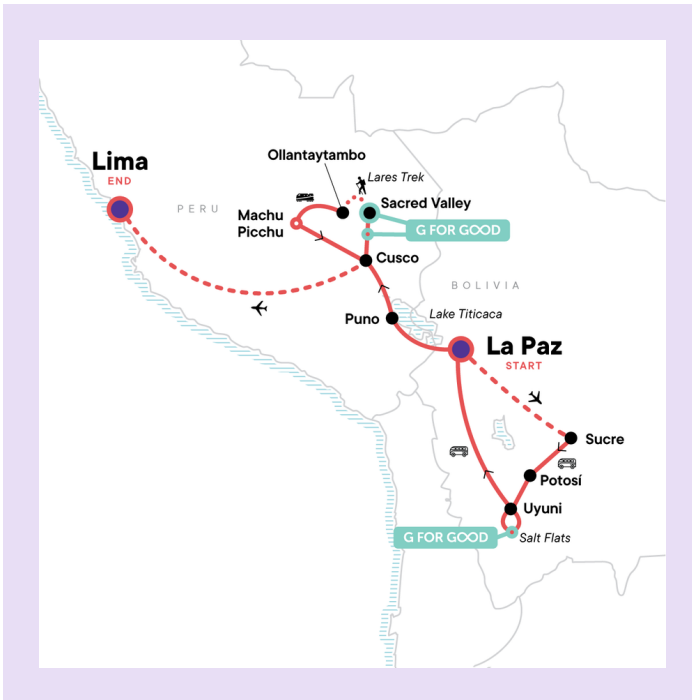 Ollantaytambo
Lima
END
Lares Trek
PERU
Machu
Picchu
Sacred Valley
G FOR GOOD
Cusco
BOLIVIA
Lake Titicaca
Puno
La Paz
START
Sucre
Potosí
Uyuni
G FOR GOOD
Salt Flats